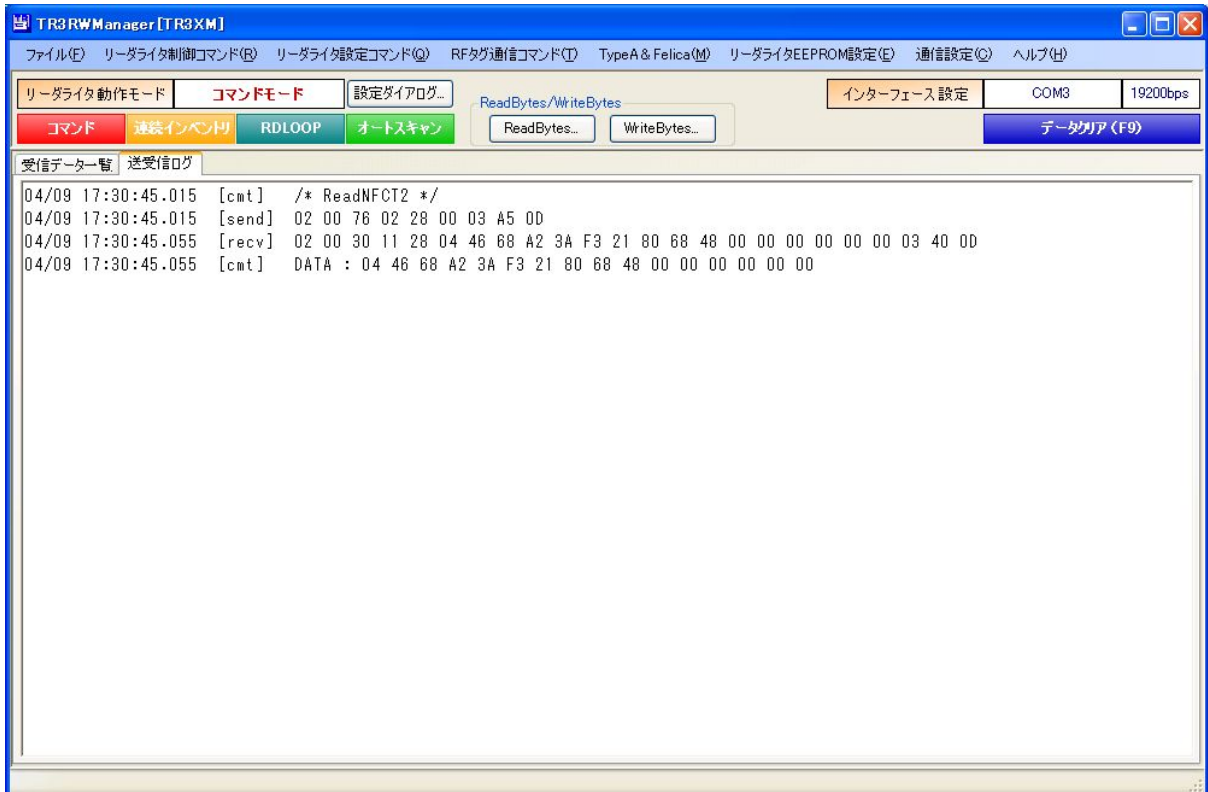 TR3RWManager[TR3XM]
ファイル(F) リーダライタ制御コマンド(R) リーダライタ設定コマンド(Q) RFタグ通信コマンド(T) TypeA & Felica(M) リーダライタEEPROM設定(E) 通信設定(C) ヘルプ(H)
リーダライタ動作モード コマンドモード 設定ダイアログ... ReadBytes/WriteBytes インターフェース設定 COM3 19200bps
コマンド 連続インベントリ RDLOOP オートスキャン ReadBytes... WriteBytes... データクリア (F9)
受信データ一覧 送受信ログ
04/09 17:30:45.015 [cmt] /* ReadNFCT2 */
04/09 17:30:45.015 [send] 02 00 76 02 28 00 03 A5 0D
04/09 17:30:45.055 [recv] 02 00 30 11 28 04 46 68 A2 3A F3 21 80 68 48 00 00 00 00 00 00 03 40 0D
04/09 17:30:45.055 [cmt] DATA : 04 46 68 A2 3A F3 21 80 68 48 00 00 00 00 00 00